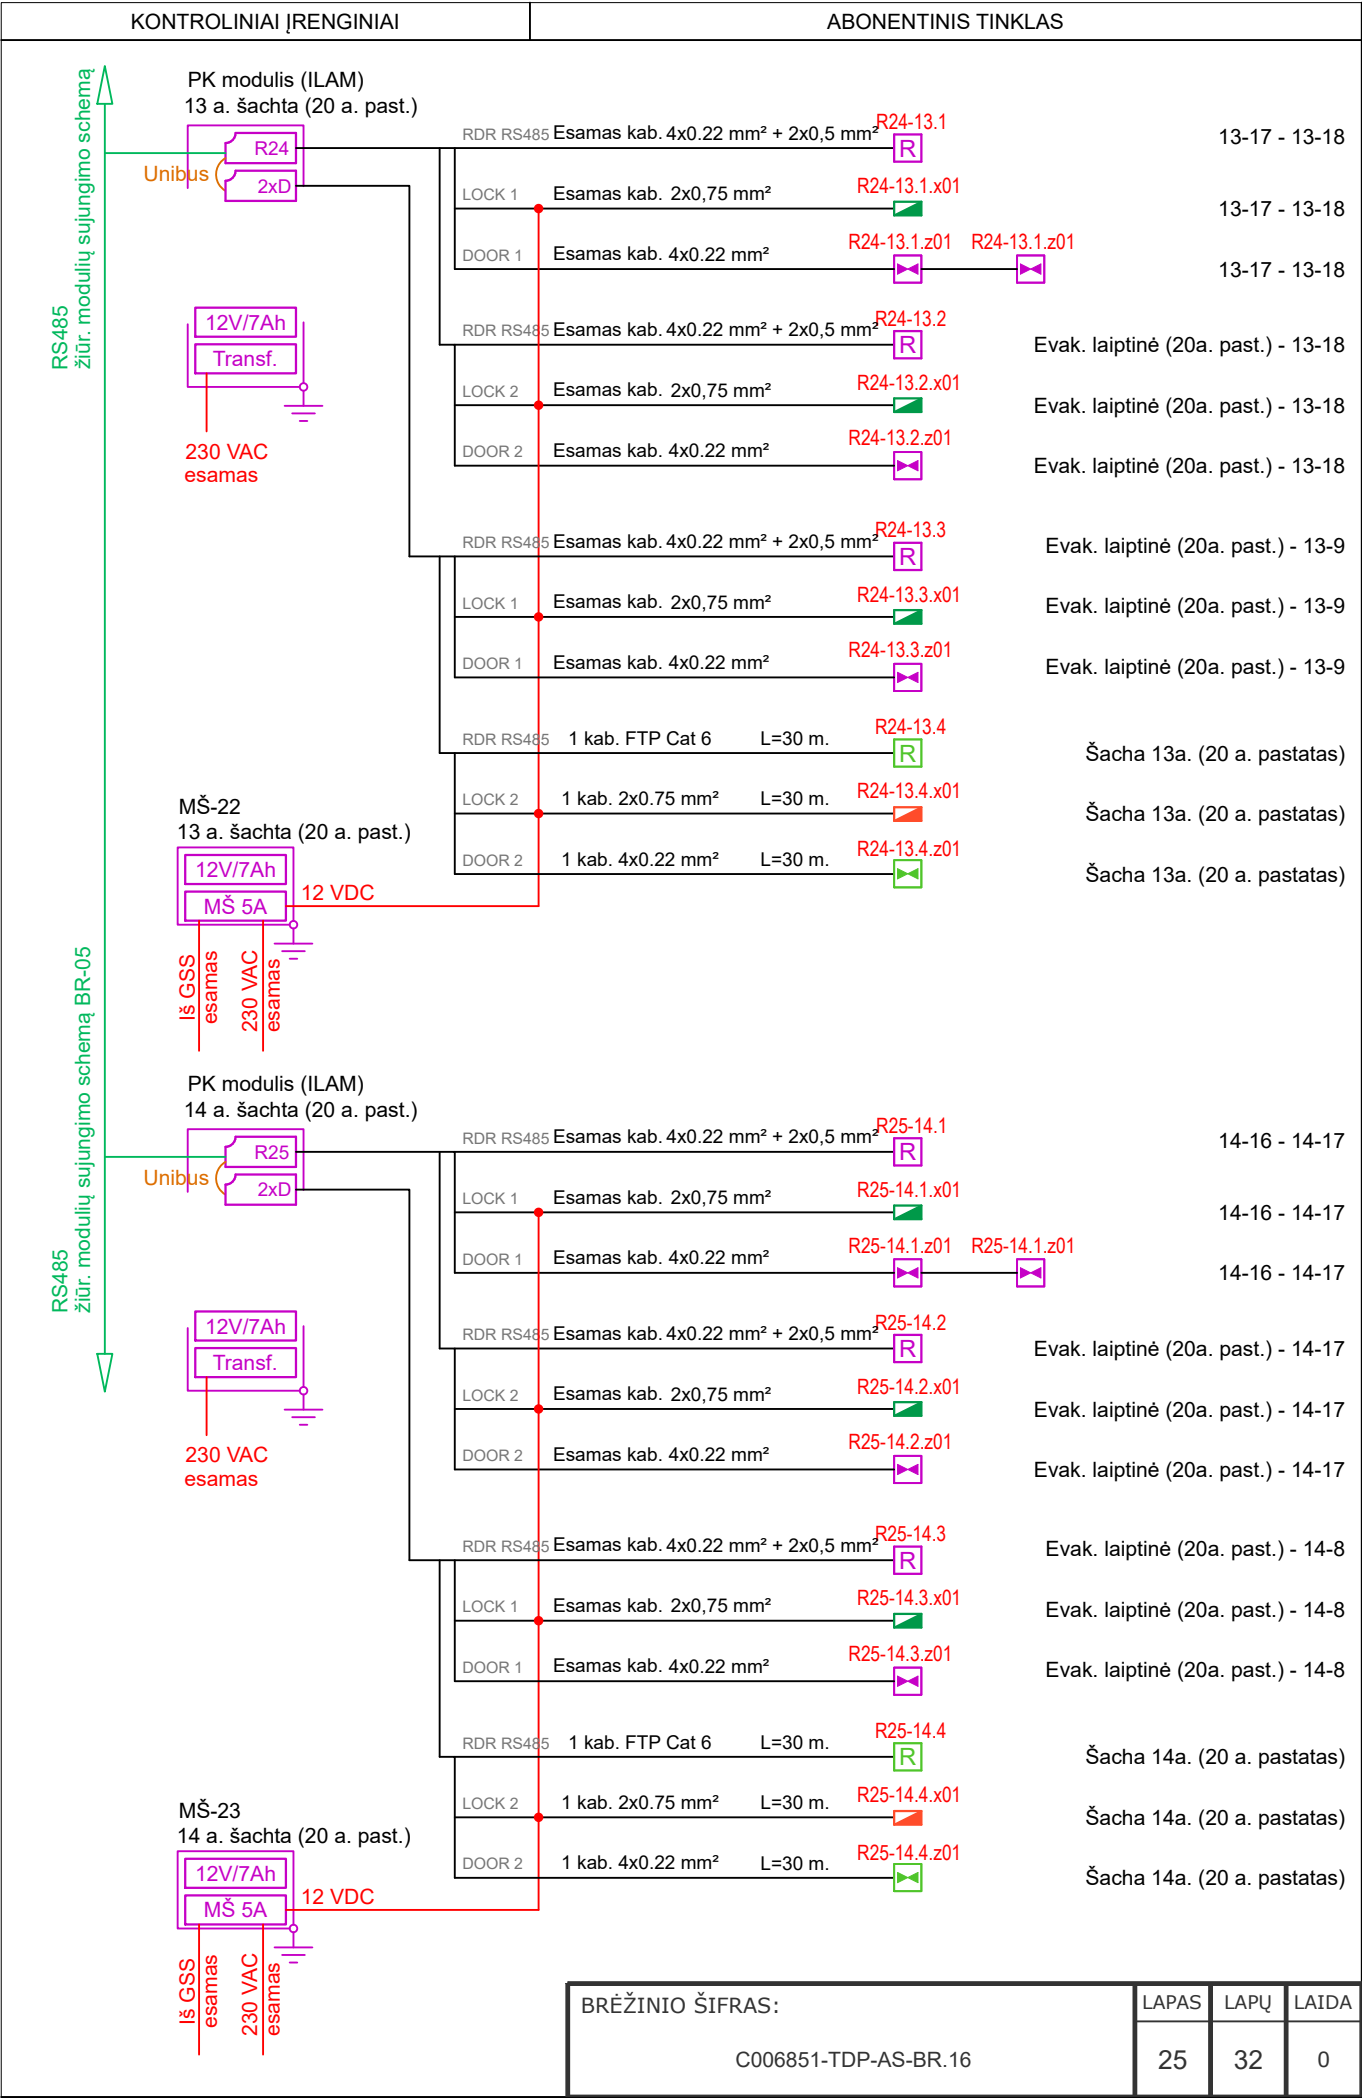 KONTROLINIAI ĮRENGINIAI
ABONENTINIS TINKLAS
RS485
žiūr. modulių sujungimo schemą
PK modulis (ILAM)
13 a. šachta (20 a. past.)
R24
Unibus
2xD
12V/7Ah
Transf.
230 VAC
esamas
RDR RS485 Esamas kab. 4x0.22 mm² + 2x0,5 mm² R24-13.1
R
13-17 - 13-18
LOCK 1 Esamas kab. 2x0,75 mm² R24-13.1.x01
13-17 - 13-18
DOOR 1 Esamas kab. 4x0.22 mm² R24-13.1.z01 R24-13.1.z01
13-17 - 13-18
RDR RS485 Esamas kab. 4x0.22 mm² + 2x0,5 mm² R24-13.2
R
Evak. laiptinė (20a. past.) - 13-18
LOCK 2 Esamas kab. 2x0,75 mm² R24-13.2.x01
Evak. laiptinė (20a. past.) - 13-18
DOOR 2 Esamas kab. 4x0.22 mm² R24-13.2.z01
Evak. laiptinė (20a. past.) - 13-18
RDR RS485 Esamas kab. 4x0.22 mm² + 2x0,5 mm² R24-13.3
R
Evak. laiptinė (20a. past.) - 13-9
LOCK 1 Esamas kab. 2x0,75 mm² R24-13.3.x01
Evak. laiptinė (20a. past.) - 13-9
DOOR 1 Esamas kab. 4x0.22 mm² R24-13.3.z01
Evak. laiptinė (20a. past.) - 13-9
RDR RS485 1 kab. FTP Cat 6 L=30 m. R24-13.4
R
Šacha 13a. (20 a. pastatas)
LOCK 2 1 kab. 2x0.75 mm² L=30 m. R24-13.4.x01
Šacha 13a. (20 a. pastatas)
DOOR 2 1 kab. 4x0.22 mm² L=30 m. R24-13.4.z01
Šacha 13a. (20 a. pastatas)
MŠ-22
13 a. šachta (20 a. past.)
12V/7Ah
MŠ 5A
12 VDC
Iš GSS
esamas
230 VAC
esamas
RS485
žiūr. modulių sujungimo schemą BR-05
PK modulis (ILAM)
14 a. šachta (20 a. past.)
R25
Unibus
2xD
12V/7Ah
Transf.
230 VAC
esamas
RDR RS485 Esamas kab. 4x0.22 mm² + 2x0,5 mm² R25-14.1
R
14-16 - 14-17
LOCK 1 Esamas kab. 2x0,75 mm² R25-14.1.x01
14-16 - 14-17
DOOR 1 Esamas kab. 4x0.22 mm² R25-14.1.z01 R25-14.1.z01
14-16 - 14-17
RDR RS485 Esamas kab. 4x0.22 mm² + 2x0,5 mm² R25-14.2
R
Evak. laiptinė (20a. past.) - 14-17
LOCK 2 Esamas kab. 2x0,75 mm² R25-14.2.x01
Evak. laiptinė (20a. past.) - 14-17
DOOR 2 Esamas kab. 4x0.22 mm² R25-14.2.z01
Evak. laiptinė (20a. past.) - 14-17
RDR RS485 Esamas kab. 4x0.22 mm² + 2x0,5 mm² R25-14.3
R
Evak. laiptinė (20a. past.) - 14-8
LOCK 1 Esamas kab. 2x0,75 mm² R25-14.3.x01
Evak. laiptinė (20a. past.) - 14-8
DOOR 1 Esamas kab. 4x0.22 mm² R25-14.3.z01
Evak. laiptinė (20a. past.) - 14-8
RDR RS485 1 kab. FTP Cat 6 L=30 m. R25-14.4
R
Šacha 14a. (20 a. pastatas)
LOCK 2 1 kab. 2x0.75 mm² L=30 m. R25-14.4.x01
Šacha 14a. (20 a. pastatas)
DOOR 2 1 kab. 4x0.22 mm² L=30 m. R25-14.4.z01
Šacha 14a. (20 a. pastatas)
MŠ-23
14 a. šachta (20 a. past.)
12V/7Ah
MŠ 5A
12 VDC
Iš GSS
esamas
230 VAC
esamas
BRĖŽINIO ŠIFRAS:
C006851-TDP-AS-BR.16
LAPAS LAPŲ LAIDA
25 32 0